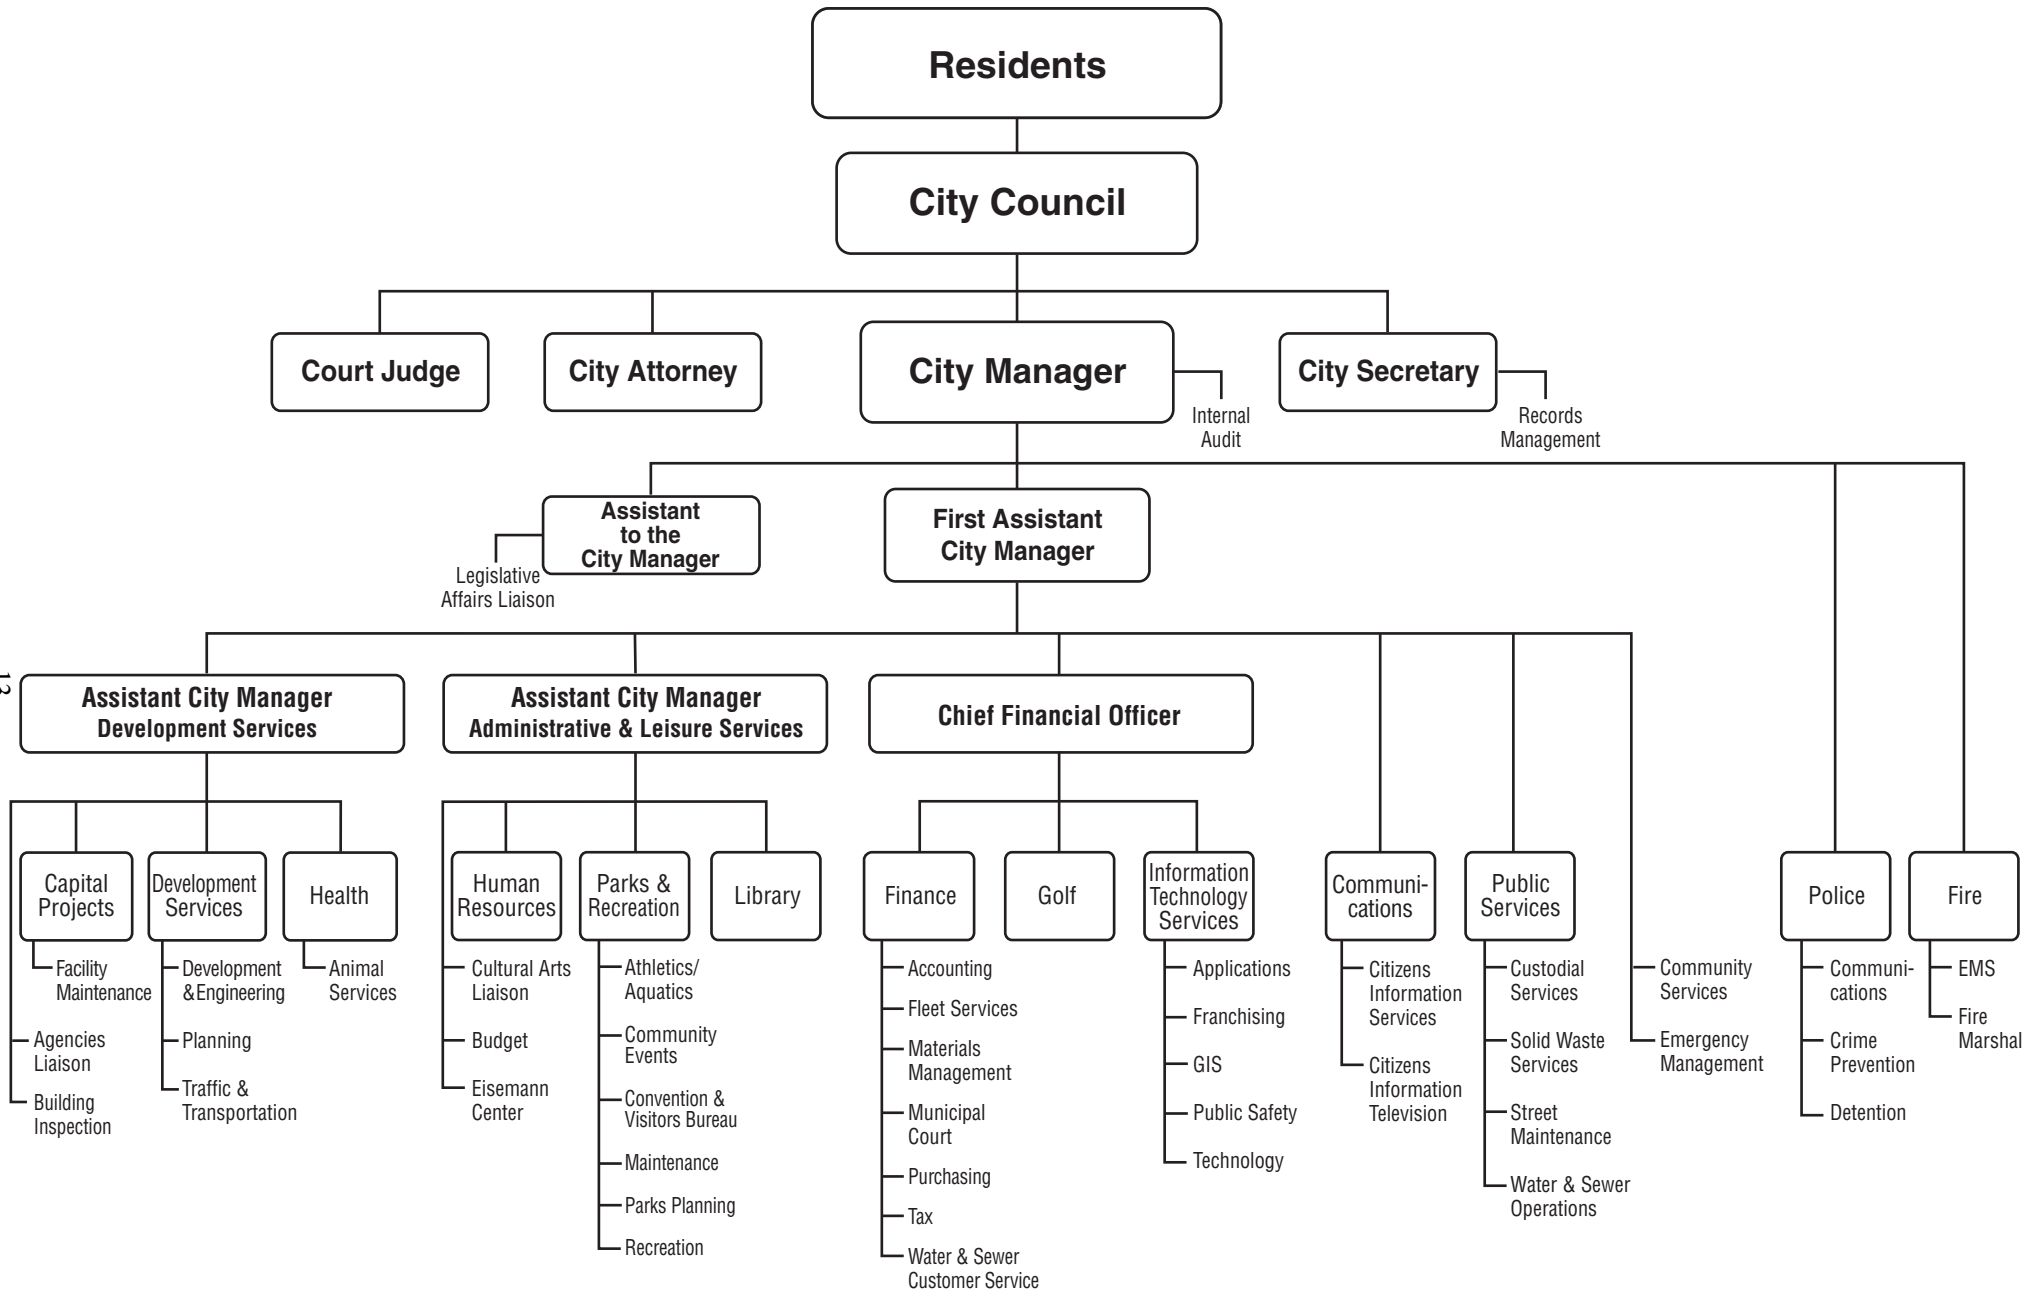 Residents
City Council
Court Judge
City Attorney
City Manager
City Secretary
Internal
Audit
Records
Management
Assistant
to the
City Manager
First Assistant
City Manager
Legislative
Affairs Liaison
13
Assistant City Manager
Development Services
Assistant City Manager
Administrative & Leisure Services
Chief Financial Officer
Capital
Projects
Development
Services
Health
Human
Resources
Parks &
Recreation
Library
Finance
Golf
Information
Technology
Services
Communi-
cations
Public
Services
Police
Fire
Facility
Maintenance
Agencies
Liaison
Building
Inspection
Development
&Engineering
Planning
Traffic &
Transportation
Animal
Services
Cultural Arts
Liaison
Budget
Eisemann
Center
Athletics/
Aquatics
Community
Events
Convention &
Visitors Bureau
Maintenance
Parks Planning
Recreation
Accounting
Fleet Services
Materials
Management
Municipal
Court
Purchasing
Tax
Water & Sewer
Customer Service
Applications
Franchising
GIS
Public Safety
Technology
Citizens
Information
Services
Citizens
Information
Television
Custodial
Services
Solid Waste
Services
Street
Maintenance
Water & Sewer
Operations
Community
Services
Emergency
Management
Communi-
cations
Crime
Prevention
Detention
EMS
Fire
Marshal